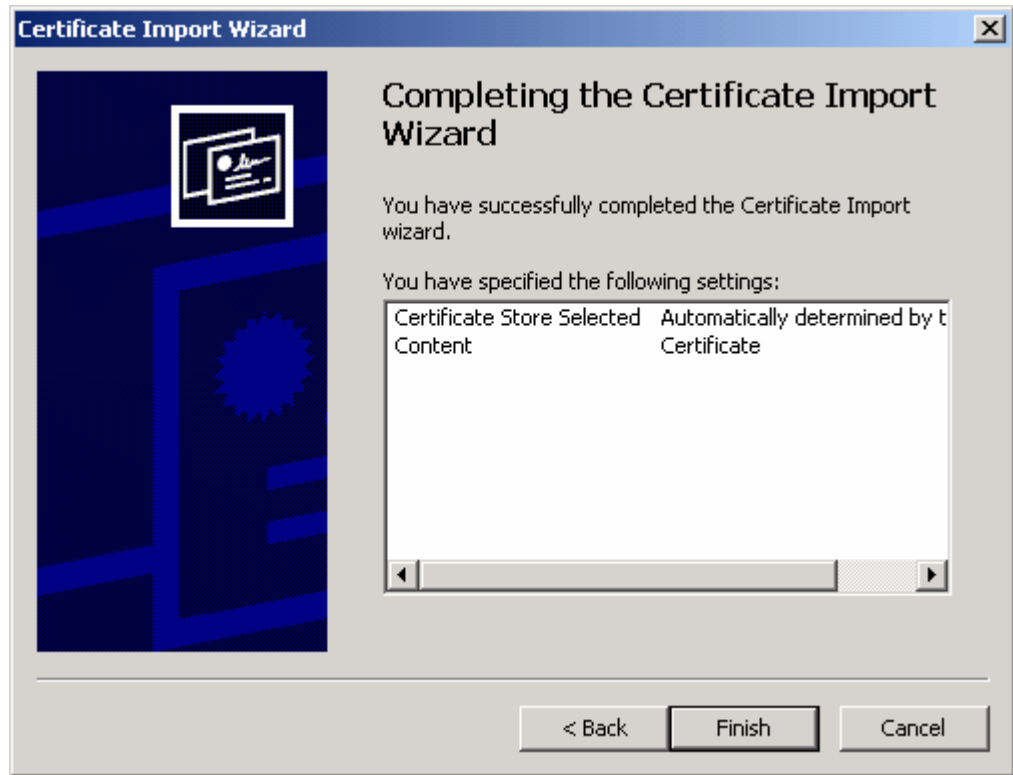 Certificate Import Wizard
Completing the Certificate Import
Wizard
You have successfully completed the Certificate Import
wizard.
You have specified the following settings:
Certificate Store Selected Automatically determined by t
Content Certificate
< Back Finish Cancel